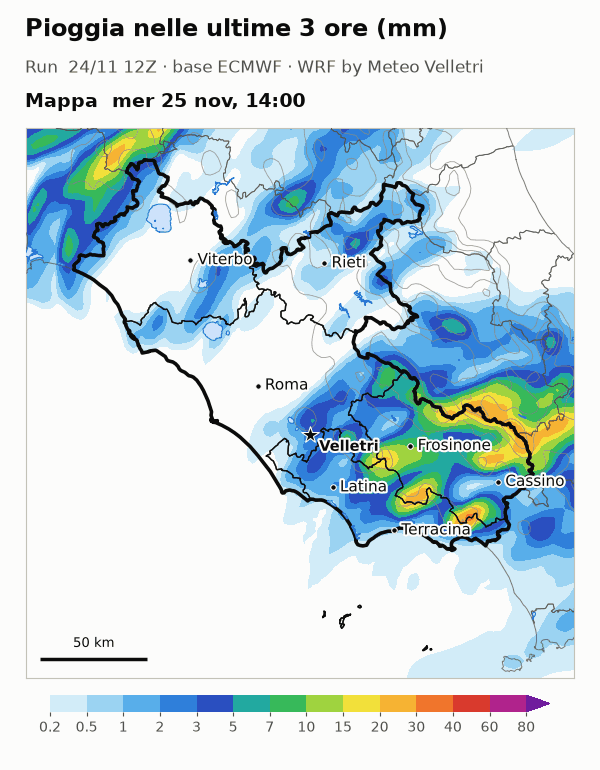 Pioggia nelle ultime 3 ore (mm)
Run 24/11 12Z · base ECMWF · WRF by Meteo Velletri
Mappa mer 25 nov, 14:00
Viterbo
Rieti
Roma
Velletri
Frosinone
Cassino
Latina
Terracina
50 km
0.2 0.5 1 2 3 5 7 10 15 20 30 40 60 80